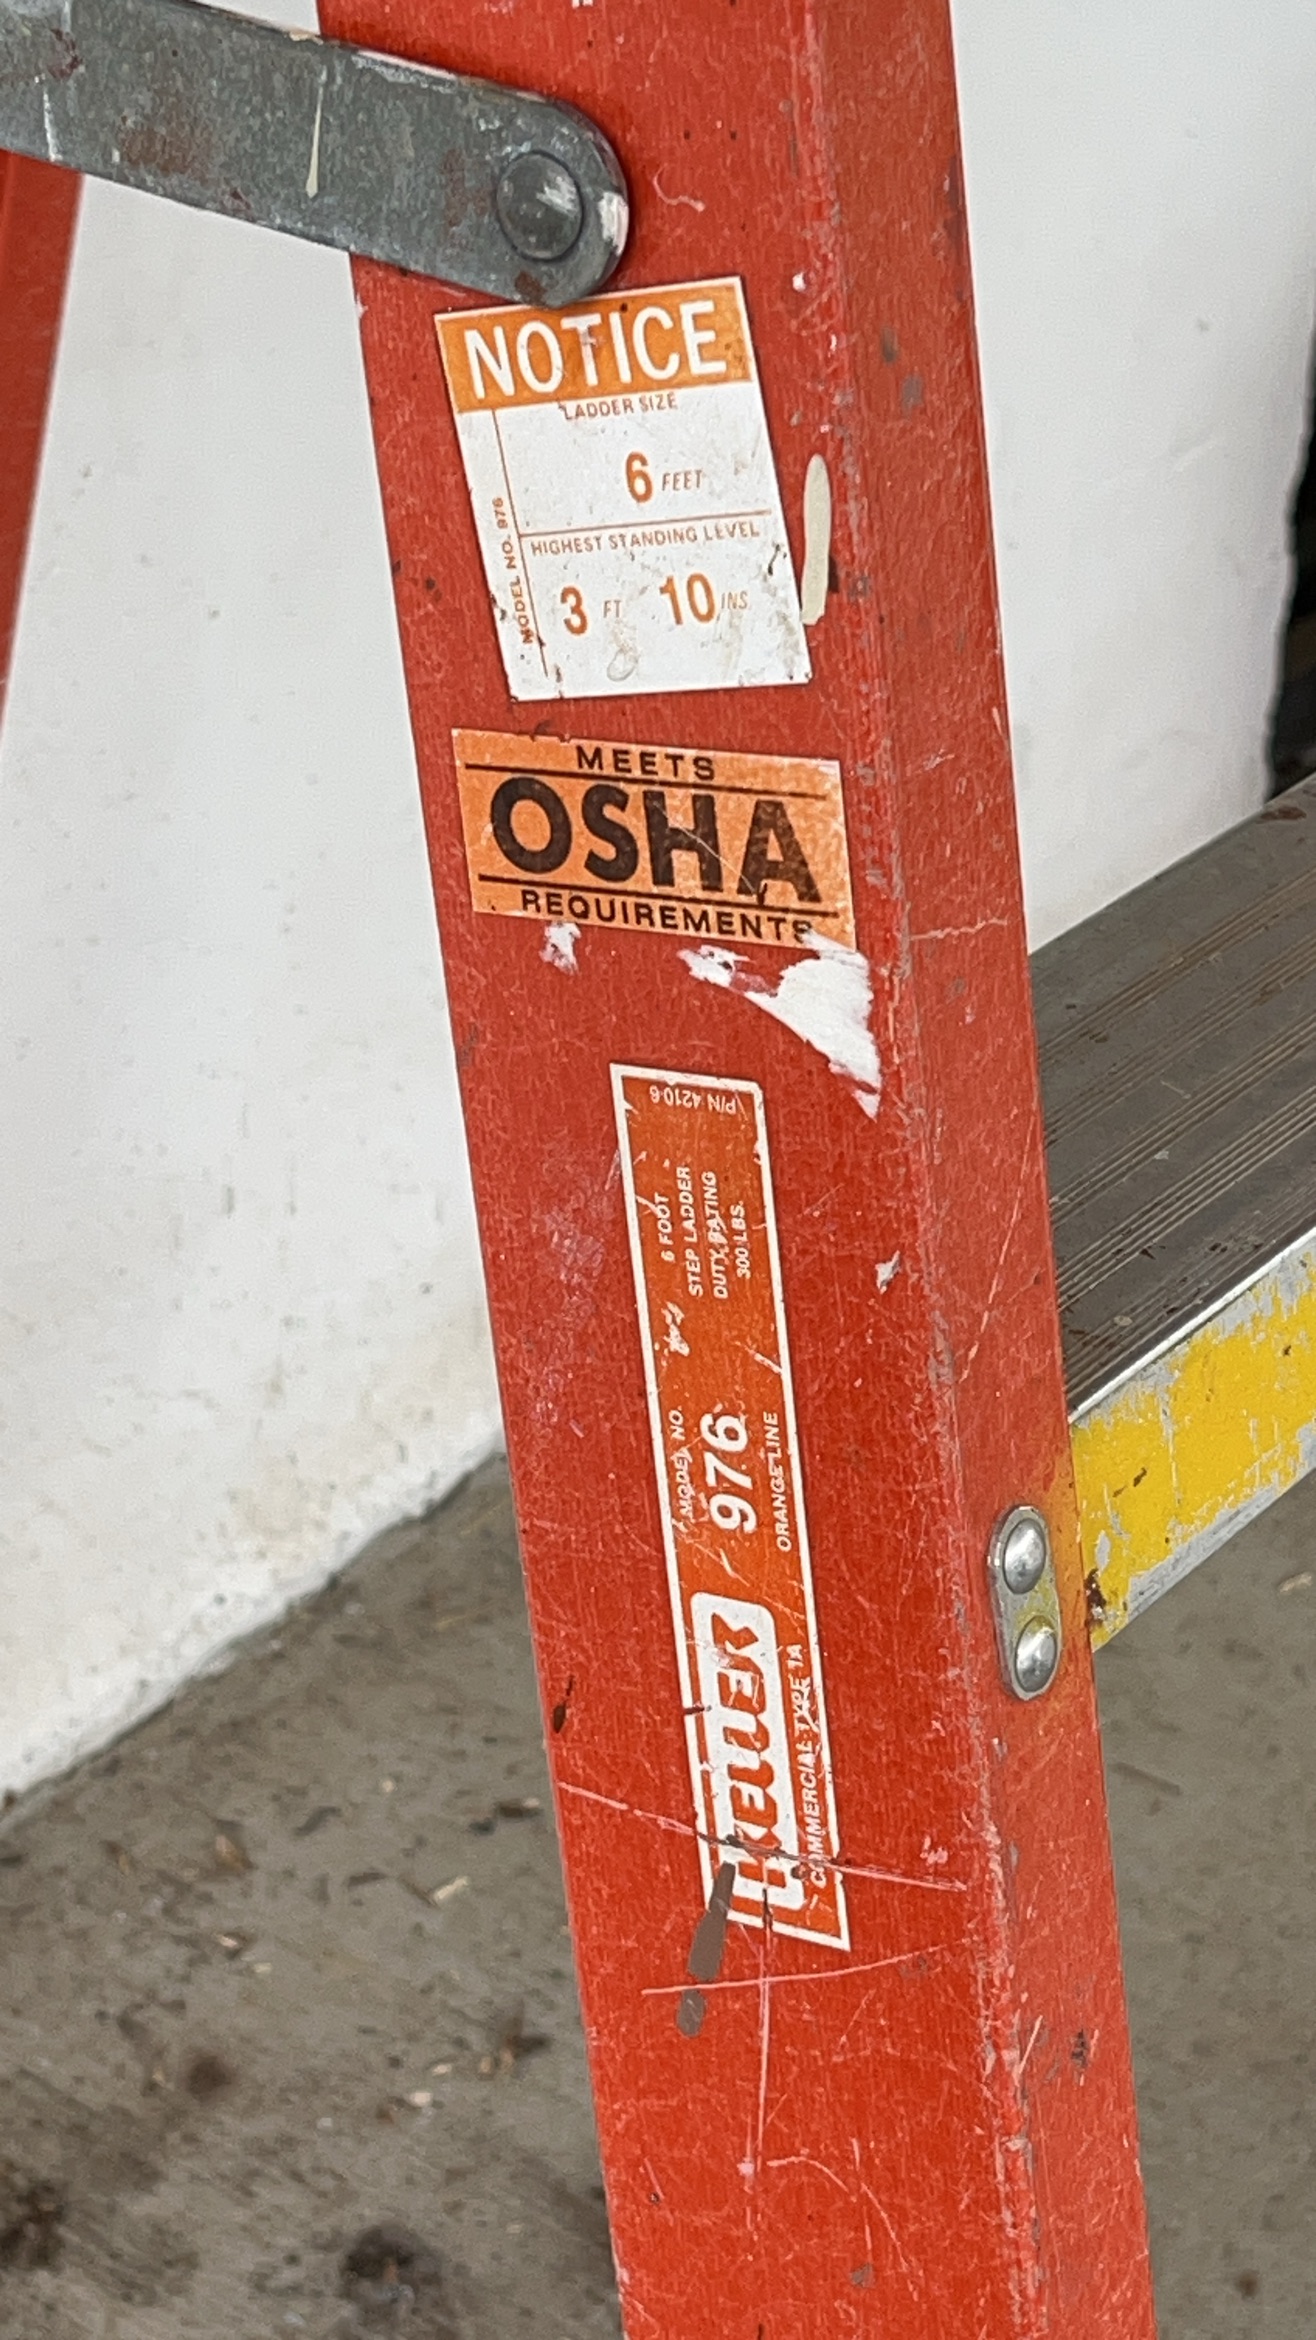 NOTICE
LADDER SIZE
6 FEET
HIGHEST STANDING LEVEL
3 FT 10 INS
MODEL NO. 976
MEETS
OSHA
REQUIREMENTS
P/N 4210-6
6 FOOT
STEP LADDER
DUTY RATING
300 LBS.
MODEL NO.
976
ORANGE LINE
KELLER
COMMERCIAL TYPE 1A